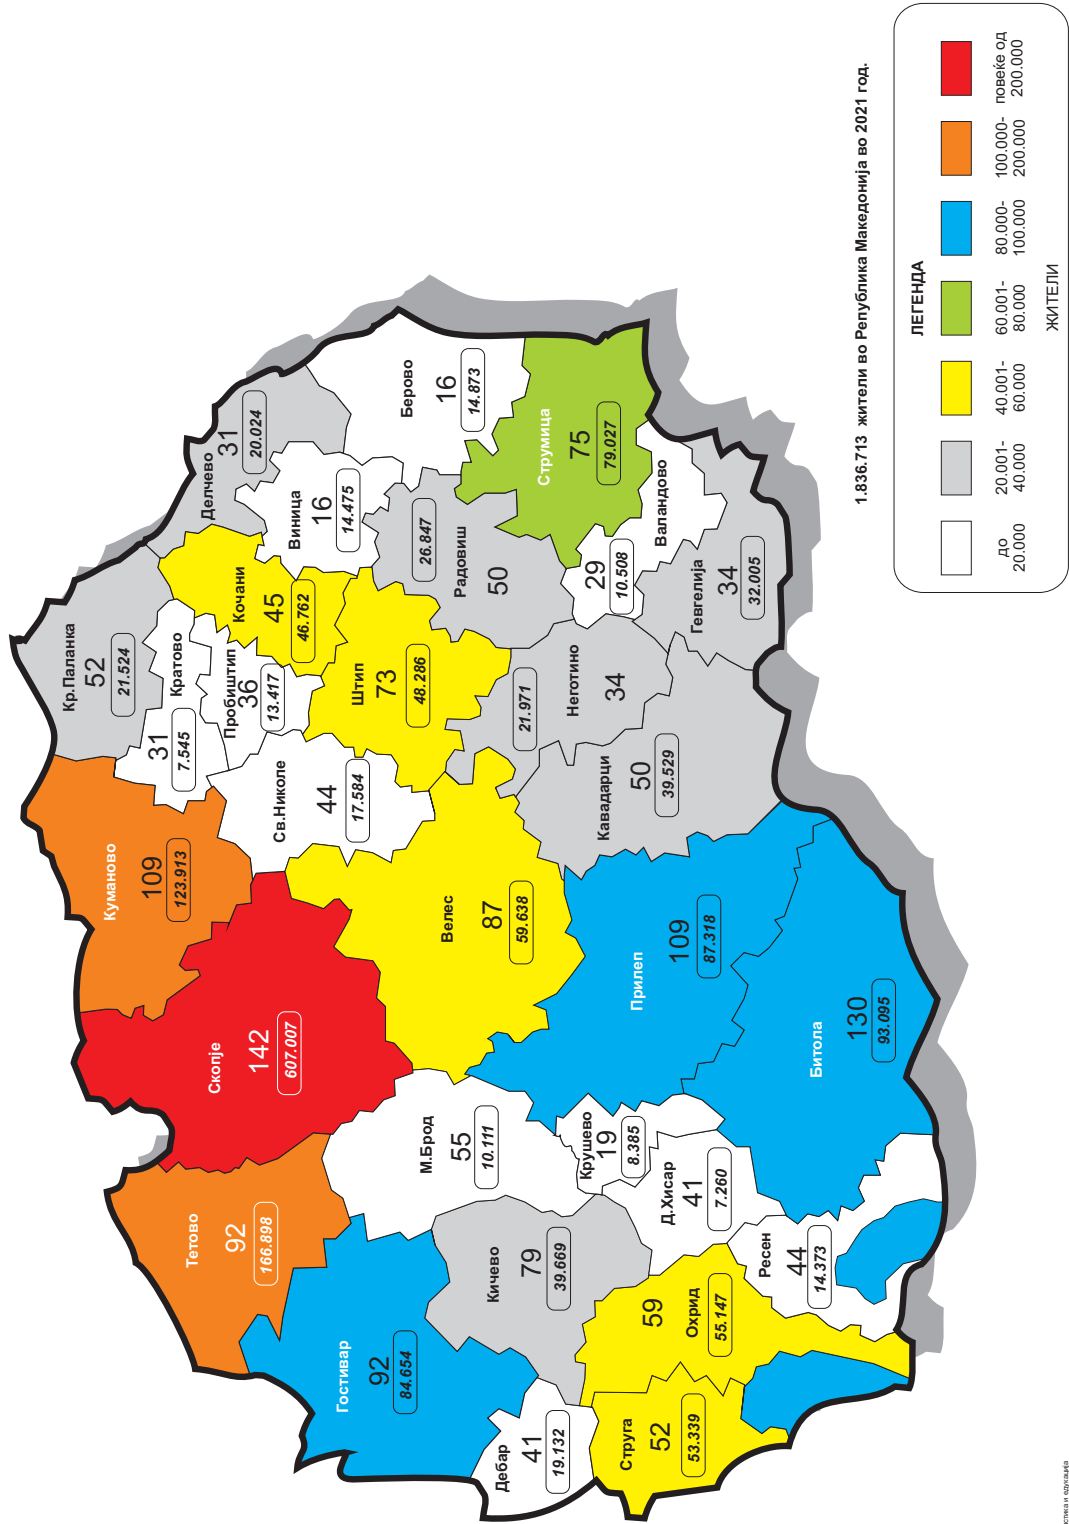 Кр.Паланка
52
21.524
Куманово
109
123.913
Кратово
31
7.545
Пробиштип
36
13.417
Делчево
31
20.024
Кочани
45
46.762
Виница
16
14.475
Берово
16
14.873
Скопје
142
607.007
Св.Николе
44
17.584
Штип
73
48.286
Тетово
92
166.898
Велес
87
59.638
26.847
Радовиш
50
Струмица
75
79.027
Гостивар
92
84.654
М.Брод
55
10.111
21.971
Неготино
34
29
10.508
Валандово
Кичево
79
39.669
Крушево
19
8.385
Прилеп
109
87.318
Кавадарци
50
39.529
Гевгелија
34
32.005
Дебар
41
19.132
Д.Хисар
41
7.260
Струга
52
53.339
59
Охрид
55.147
Ресен
44
14.373
Битола
130
93.095
1.836.713 жители во Република Македонија во 2021 год.
ЛЕГЕНДА
до
20.000
20.001-
40.000
40.001-
60.000
60.001-
80.000
80.000-
100.000
100.000-
200.000
повеќе од
200.000
ЖИТЕЛИ
и едукација